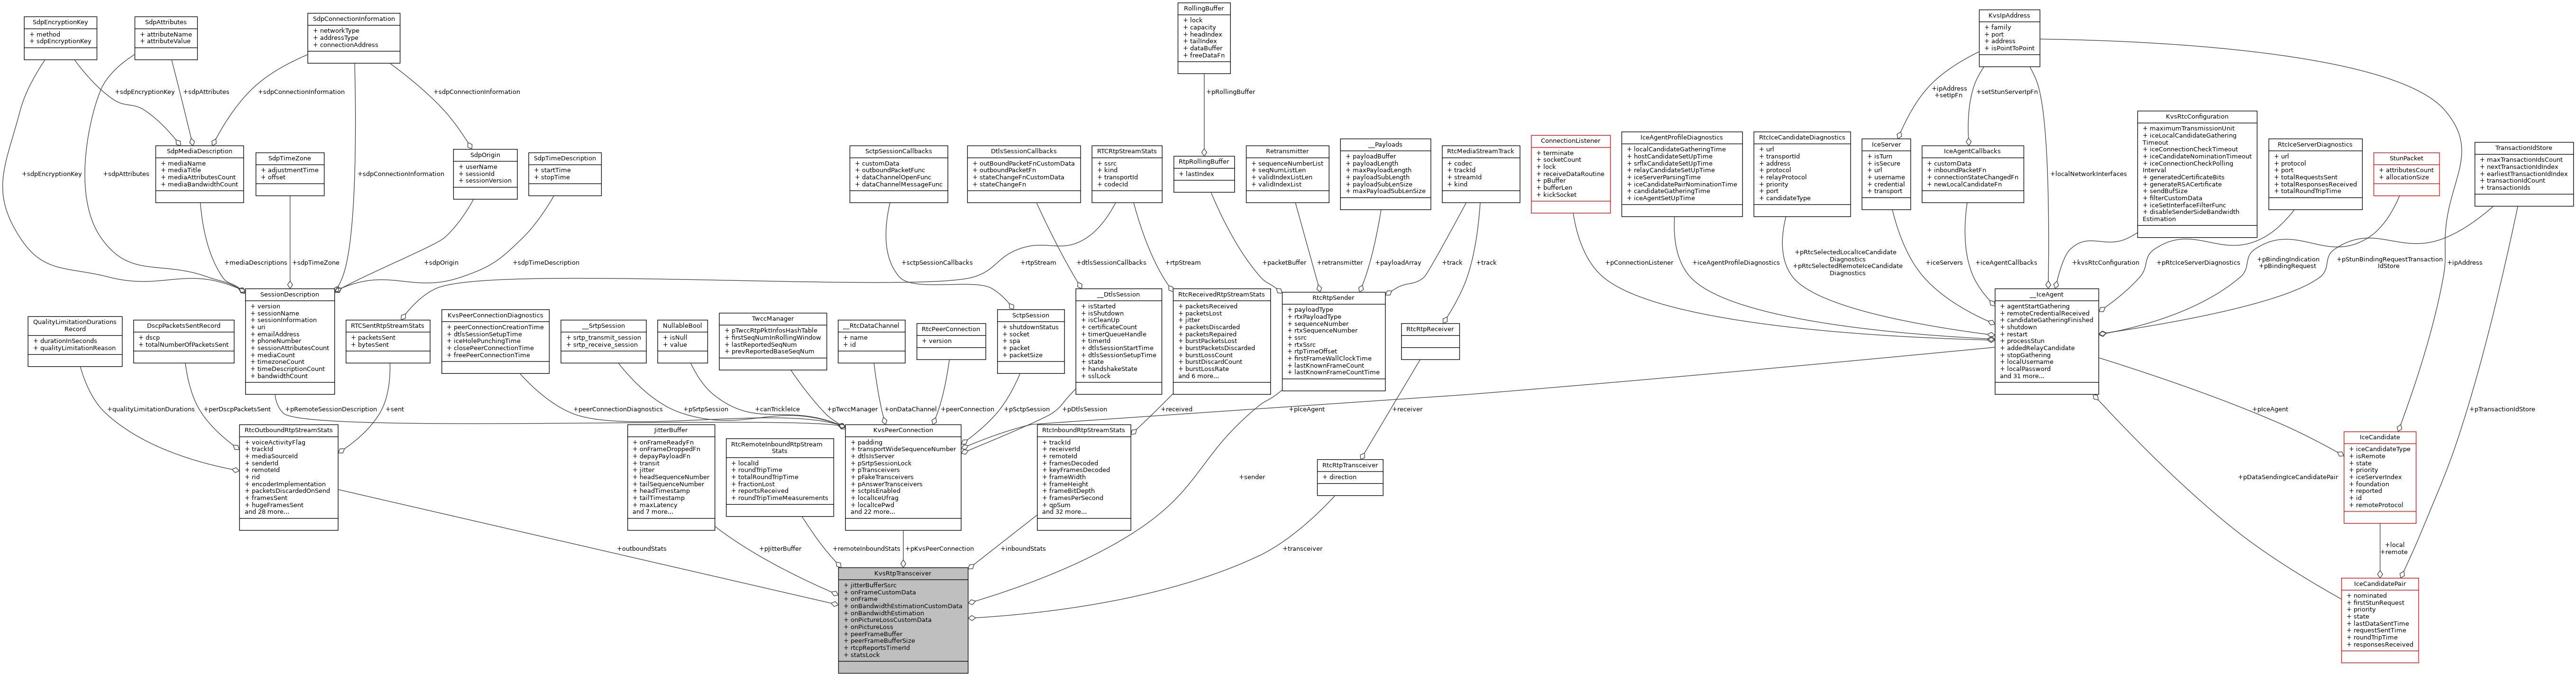 SdpEncryptionKey
+ method
+ sdpEncryptionKey
SdpAttributes
+ attributeName
+ attributeValue
SdpConnectionInformation
+ networkType
+ addressType
+ connectionAddress
RollingBuffer
+ lock
+ capacity
+ headIndex
+ tailIndex
+ dataBuffer
+ freeDataFn
KvsIpAddress
+ family
+ port
+ address
+ isPointToPoint
+sdpEncryptionKey
+sdpAttributes
+sdpConnectionInformation
+sdpConnectionInformation
+pRollingBuffer
+ipAddress
+setIpFn
+setStunServerIpFn
SdpMediaDescription
+ mediaName
+ mediaTitle
+ mediaAttributesCount
+ mediaBandwidthCount
SdpTimeZone
+ adjustmentTime
+ offset
SdpOrigin
+ userName
+ sessionId
+ sessionVersion
SdpTimeDescription
+ startTime
+ stopTime
SctpSessionCallbacks
+ customData
+ outboundPacketFunc
+ dataChannelOpenFunc
+ dataChannelMessageFunc
DtlsSessionCallbacks
+ outBoundPacketFnCustomData
+ outboundPacketFn
+ stateChangeFnCustomData
+ stateChangeFn
RTCRtpStreamStats
+ ssrc
+ kind
+ transportId
+ codecId
RtpRollingBuffer
+ lastIndex
Retransmitter
+ sequenceNumberList
+ seqNumListLen
+ validIndexListLen
+ validIndexList
__Payloads
+ payloadBuffer
+ payloadLength
+ maxPayloadLength
+ payloadSubLength
+ payloadSubLenSize
+ maxPayloadSubLenSize
RtcMediaStreamTrack
+ codec
+ trackId
+ streamId
+ kind
ConnectionListener
+ terminate
+ socketCount
+ lock
+ receiveDataRoutine
+ pBuffer
+ bufferLen
+ kickSocket
IceAgentProfileDiagnostics
+ localCandidateGatheringTime
+ hostCandidateSetUpTime
+ srflxCandidateSetUpTime
+ relayCandidateSetUpTime
+ iceServerParsingTime
+ iceCandidatePairNominationTime
+ candidateGatheringTime
+ iceAgentSetUpTime
RtcIceCandidateDiagnostics
+ url
+ transportId
+ address
+ protocol
+ relayProtocol
+ priority
+ port
+ candidateType
IceServer
+ isTurn
+ isSecure
+ url
+ username
+ credential
+ transport
IceAgentCallbacks
+ customData
+ inboundPacketFn
+ connectionStateChangedFn
+ newLocalCandidateFn
+localNetworkInterfaces
KvsRtcConfiguration
+ maximumTransmissionUnit
+ iceLocalCandidateGathering
Timeout
+ iceConnectionCheckTimeout
+ iceCandidateNominationTimeout
+ iceConnectionCheckPolling
Interval
+ generatedCertificateBits
+ generateRSACertificate
+ sendBufSize
+ filterCustomData
+ iceSetInterfaceFilterFunc
+ disableSenderSideBandwidth
Estimation
RtcIceServerDiagnostics
+ url
+ protocol
+ port
+ totalRequestsSent
+ totalResponsesReceived
+ totalRoundTripTime
StunPacket
+ attributesCount
+ allocationSize
TransactionIdStore
+ maxTransactionIdsCount
+ nextTransactionIdIndex
+ earliestTransactionIdIndex
+ transactionIdCount
+ transactionIds
+sdpEncryptionKey
+sdpAttributes
+sdpConnectionInformation
+mediaDescriptions
+sdpTimeZone
+sdpOrigin
+sdpTimeDescription
+sctpSessionCallbacks
+rtpStream
+dtlsSessionCallbacks
+rtpStream
+packetBuffer
+retransmitter
+payloadArray
+track
+track
+pConnectionListener
+iceAgentProfileDiagnostics
+pRtcSelectedLocalIceCandidate
Diagnostics
+pRtcSelectedRemoteIceCandidate
Diagnostics
+iceServers
+iceAgentCallbacks
+kvsRtcConfiguration
+pRtcIceServerDiagnostics
+pBindingIndication
+pBindingRequest
+pStunBindingRequestTransaction
IdStore
+ipAddress
QualityLimitationDurations
Record
+ durationInSeconds
+ qualityLimitationReason
DscpPacketsSentRecord
+ dscp
+ totalNumberOfPacketsSent
SessionDescription
+ version
+ sessionName
+ sessionInformation
+ uri
+ emailAddress
+ phoneNumber
+ sessionAttributesCount
+ mediaCount
+ timezoneCount
+ timeDescriptionCount
+ bandwidthCount
RTCSentRtpStreamStats
+ packetsSent
+ bytesSent
KvsPeerConnectionDiagnostics
+ peerConnectionCreationTime
+ dtlsSessionSetupTime
+ iceHolePunchingTime
+ closePeerConnectionTime
+ freePeerConnectionTime
__SrtpSession
+ srtp_transmit_session
+ srtp_receive_session
NullableBool
+ isNull
+ value
TwccManager
+ pTwccRtpPktInfosHashTable
+ firstSeqNumInRollingWindow
+ lastReportedSeqNum
+ prevReportedBaseSeqNum
__RtcDataChannel
+ name
+ id
RtcPeerConnection
+ version
SctpSession
+ shutdownStatus
+ socket
+ spa
+ packet
+ packetSize
__DtlsSession
+ isStarted
+ isShutdown
+ isCleanUp
+ certificateCount
+ timerQueueHandle
+ timerId
+ dtlsSessionStartTime
+ dtlsSessionSetupTime
+ state
+ handshakeState
+ sslLock
RtcReceivedRtpStreamStats
+ packetsReceived
+ packetsLost
+ jitter
+ packetsDiscarded
+ packetsRepaired
+ burstPacketsLost
+ burstPacketsDiscarded
+ burstLossCount
+ burstDiscardCount
+ burstLossRate
and 6 more...
RtcRtpSender
+ payloadType
+ rtxPayloadType
+ sequenceNumber
+ rtxSequenceNumber
+ ssrc
+ rtxSsrc
+ rtpTimeOffset
+ firstFrameWallClockTime
+ lastKnownFrameCount
+ lastKnownFrameCountTime
RtcRtpReceiver
__IceAgent
+ agentStartGathering
+ remoteCredentialReceived
+ candidateGatheringFinished
+ shutdown
+ restart
+ processStun
+ addedRelayCandidate
+ stopGathering
+ localUsername
+ localPassword
and 31 more...
+qualityLimitationDurations
+perDscpPacketsSent
+pRemoteSessionDescription
+sent
+peerConnectionDiagnostics
+pSrtpSession
+canTrickleIce
+pTwccManager
+onDataChannel
+peerConnection
+pSctpSession
+pDtlsSession
+received
+pIceAgent
+receiver
+pIceAgent
+pTransactionIdStore
RtcOutboundRtpStreamStats
+ voiceActivityFlag
+ trackId
+ mediaSourceId
+ senderId
+ remoteId
+ rid
+ encoderImplementation
+ packetsDiscardedOnSend
+ framesSent
+ hugeFramesSent
and 28 more...
JitterBuffer
+ onFrameReadyFn
+ onFrameDroppedFn
+ depayPayloadFn
+ transit
+ jitter
+ headSequenceNumber
+ tailSequenceNumber
+ headTimestamp
+ tailTimestamp
+ maxLatency
and 7 more...
RtcRemoteInboundRtpStream
Stats
+ localId
+ roundTripTime
+ totalRoundTripTime
+ fractionLost
+ reportsReceived
+ roundTripTimeMeasurements
KvsPeerConnection
+ padding
+ transportWideSequenceNumber
+ dtlsIsServer
+ pSrtpSessionLock
+ pTransceivers
+ pFakeTransceivers
+ pAnswerTransceivers
+ sctpIsEnabled
+ localIceUfrag
+ localIcePwd
and 22 more...
RtcInboundRtpStreamStats
+ trackId
+ receiverId
+ remoteId
+ framesDecoded
+ keyFramesDecoded
+ frameWidth
+ frameHeight
+ frameBitDepth
+ framesPerSecond
+ qpSum
and 32 more...
+sender
RtcRtpTransceiver
+ direction
+pDataSendingIceCandidatePair
IceCandidate
+ iceCandidateType
+ isRemote
+ state
+ priority
+ iceServerIndex
+ foundation
+ reported
+ id
+ remoteProtocol
+outboundStats
+pJitterBuffer
+remoteInboundStats
+pKvsPeerConnection
+inboundStats
+transceiver
+local
+remote
KvsRtpTransceiver
+ jitterBufferSsrc
+ onFrameCustomData
+ onFrame
+ onBandwidthEstimationCustomData
+ onBandwidthEstimation
+ onPictureLossCustomData
+ onPictureLoss
+ peerFrameBuffer
+ peerFrameBufferSize
+ rtcpReportsTimerId
+ statsLock
IceCandidatePair
+ nominated
+ firstStunRequest
+ priority
+ state
+ lastDataSentTime
+ requestSentTime
+ roundTripTime
+ responsesReceived